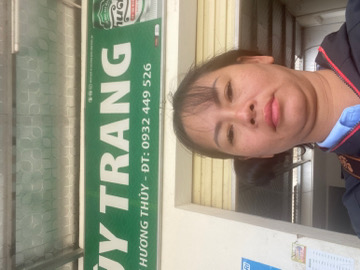 ỦY TRANG
HƯƠNG THỦY - ĐT: 0932 449 526